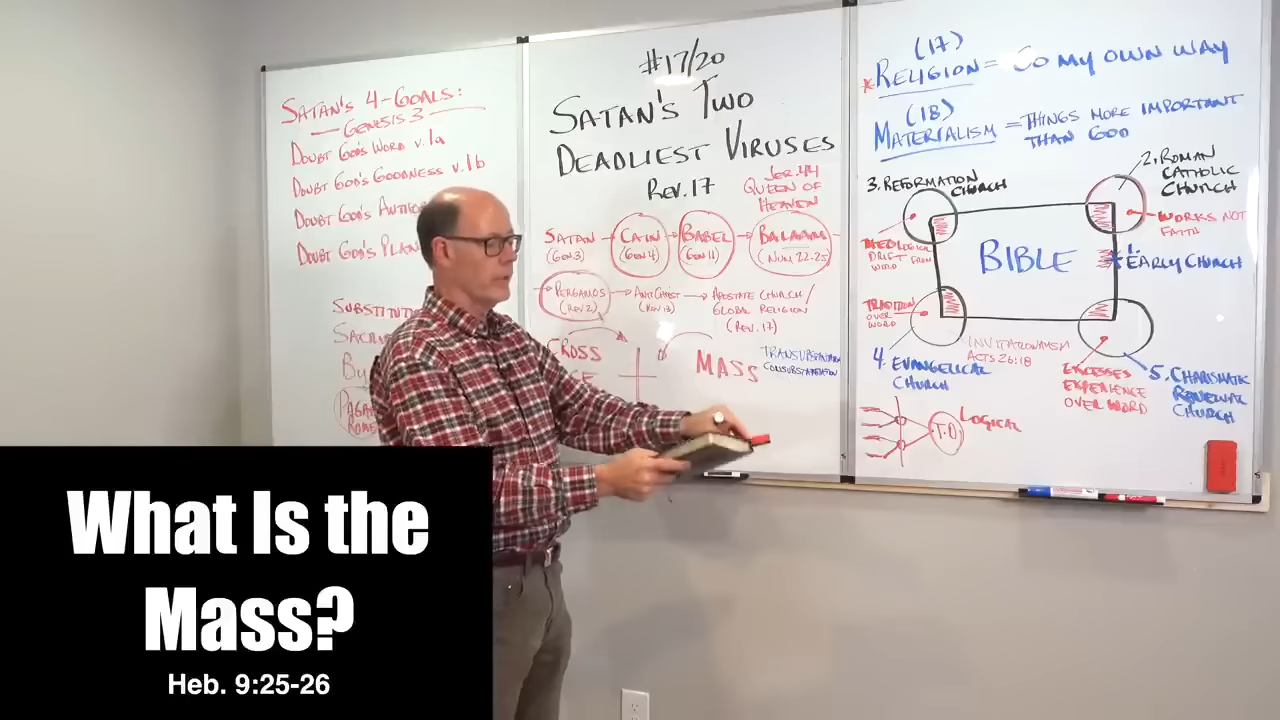 SATAN'S 4-GOALS:
GENESIS 3
DOUBT GOD'S WORD v.1a
DOUBT GOD'S GOODNESS v.1b
DOUBT GOD'S
DOUBT GOD'S PLAN
#17/20
SATAN'S TWO
DEADLIEST VIRUSES
REV. 17
JER. 44
QUEEN OF
HEAVEN
SATAN
(GEN 3)
CAIN
(GEN 4)
BABEL
(GEN 11)
BALAAM
(NUM 22-25)
PERGAMOS
(REV 2)
ANTICHRIST
(REV 13)
APOSTATE CHURCH/
GLOBAL RELIGION
(REV. 17)
CROSS
MASS
(17)
*RELIGION = GO MY OWN WAY
(18)
MATERIALISM = THINGS MORE IMPORTANT
THAN GOD
3. REFORMATION
CHURCH
2. ROMAN
CATHOLIC
CHURCH
WORKS NOT
FAITH
THEOLOGICAL
DRIFT FROM
WORD
BIBLE
1.
EARLY CHURCH
TRADITION
OVER
WORD
INVITATIONISM
ACTS 26:18
4. EVANGELICAL
CHURCH
EXCESSES
EXPERIENCE
OVER WORD
5. CHARISMATIC
RENEWAL
CHURCH
LOGICAL
What Is the
Mass?
Heb. 9:25-26